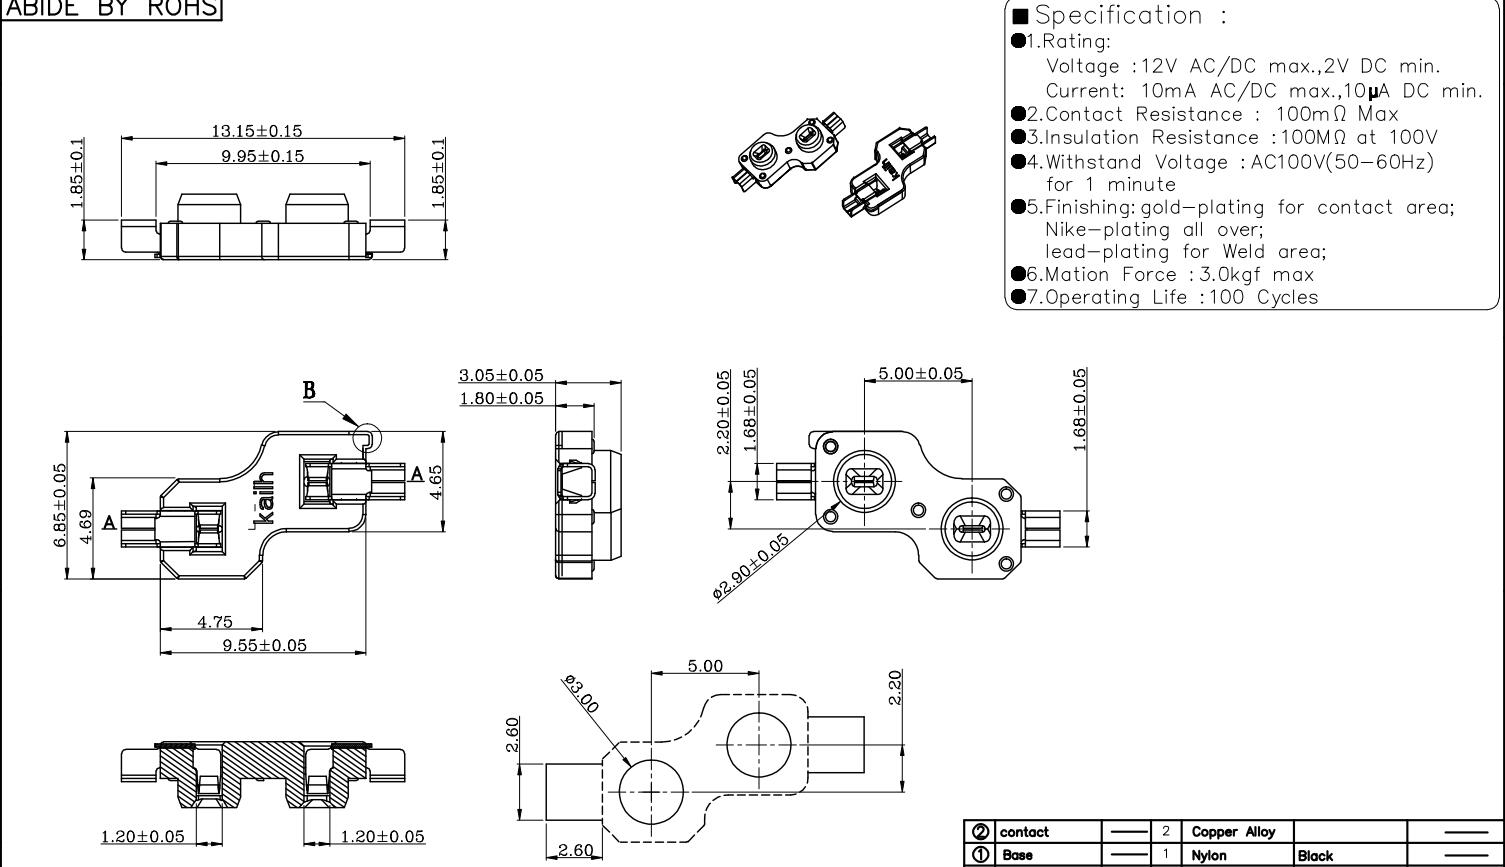 ABIDE BY ROHS
■ Specification :
●1.Rating:
Voltage :12V AC/DC max.,2V DC min.
Current: 10mA AC/DC max.,10µA DC min.
●2.Contact Resistance : 100mΩ Max
●3.Insulation Resistance :100MΩ at 100V
●4.Withstand Voltage :AC100V(50-60Hz)
for 1 minute
●5.Finishing:gold-plating for contact area;
Nike-plating all over;
lead-plating for Weld area;
●6.Mation Force :3.0kgf max
●7.Operating Life :100 Cycles
13.15±0.15
9.95±0.15
1.85±0.1
1.85±0.1
kailh
B
A
A
kailh
6.85±0.05
4.69
4.65
4.75
9.55±0.05
3.05±0.05
1.80±0.05
5.00±0.05
2.20±0.05
1.68±0.05
1.68±0.05
ø2.90±0.05
1.20±0.05
1.20±0.05
5.00
ø3.00
2.20
2.60
2.60
② contact — 2 Copper Alloy —
① Base — 1 Nylon Black —